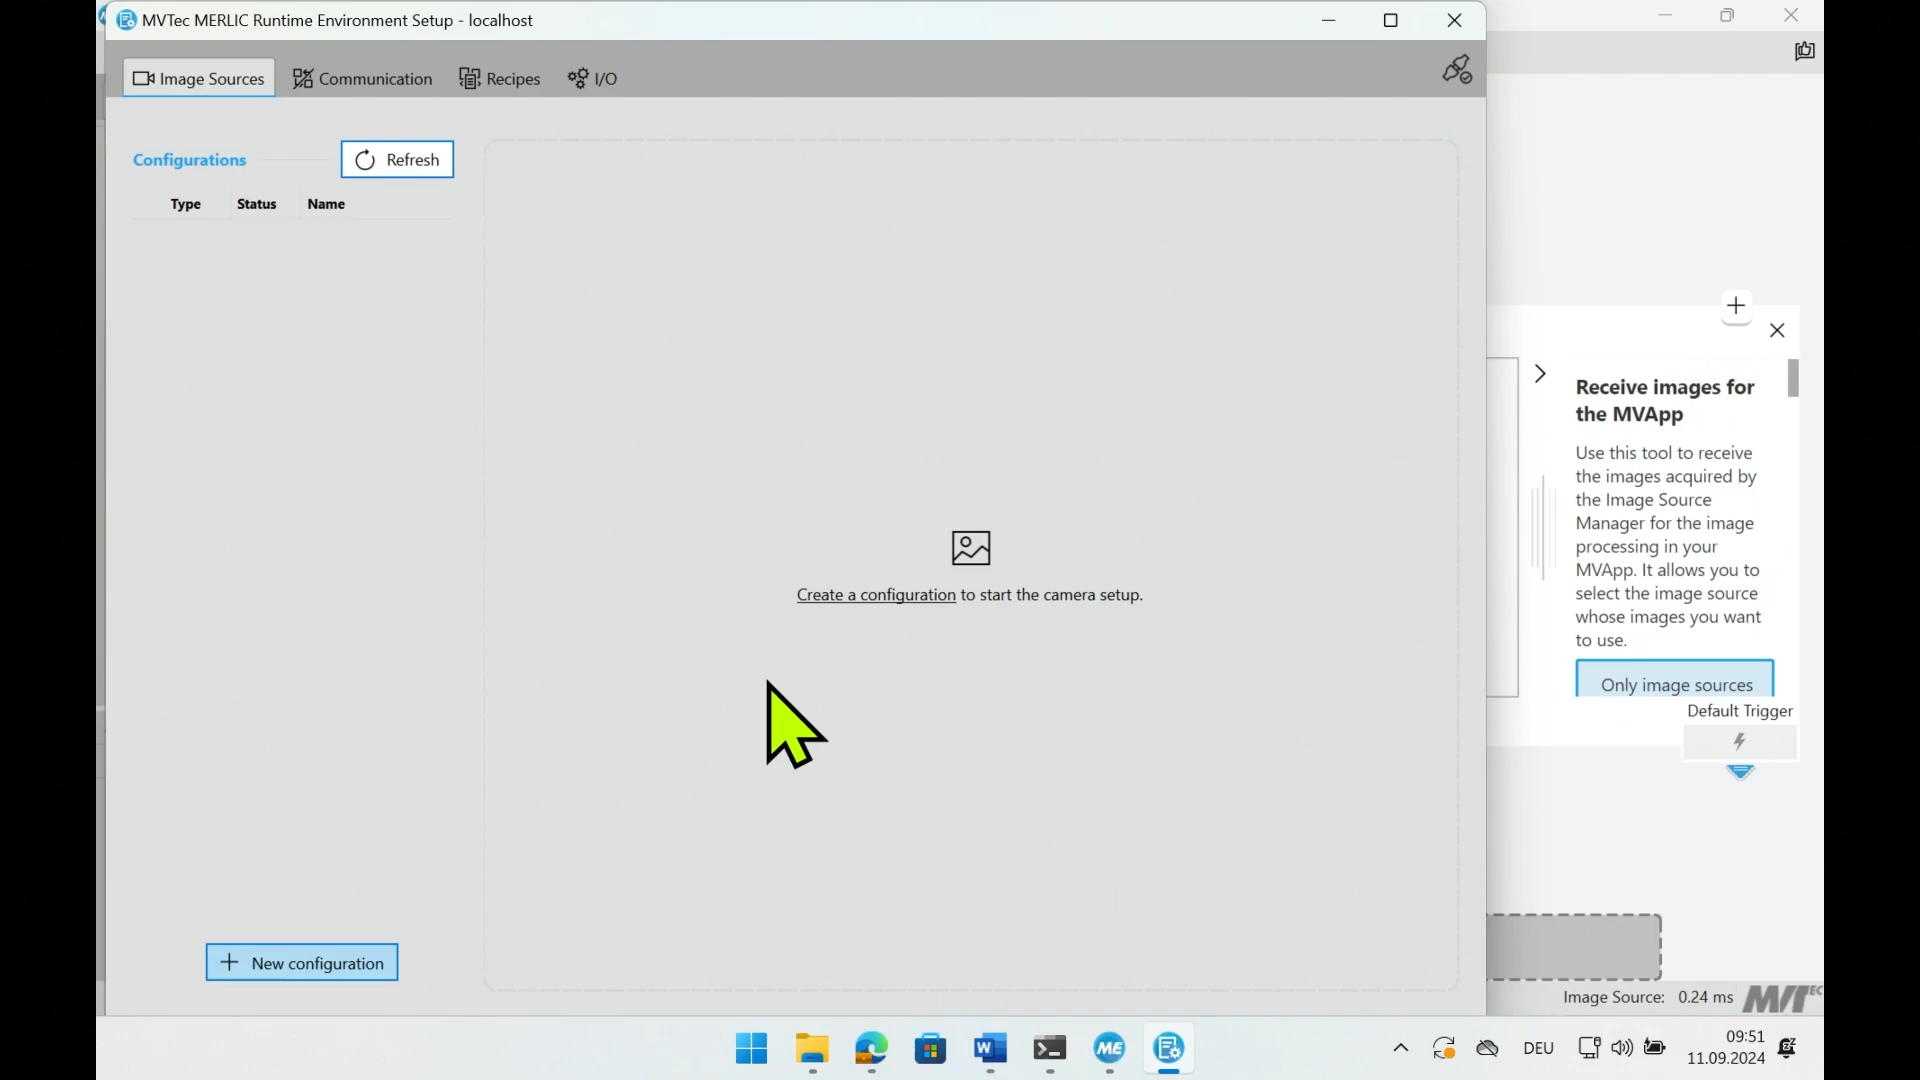 MVTec MERLIC Runtime Environment Setup - localhost
Image Sources
Communication
Recipes
I/O
Configurations
Refresh
Type
Status
Name
Create a configuration to start the camera setup.
New configuration
Receive images for
the MVApp
Use this tool to receive
the images acquired by
the Image Source
Manager for the image
processing in your
MVApp. It allows you to
select the image source
whose images you want
to use.
Only image sources
Default Trigger
Image Source: 0.24 ms
MVTEC
W
ME
DEU
09:51
11.09.2024